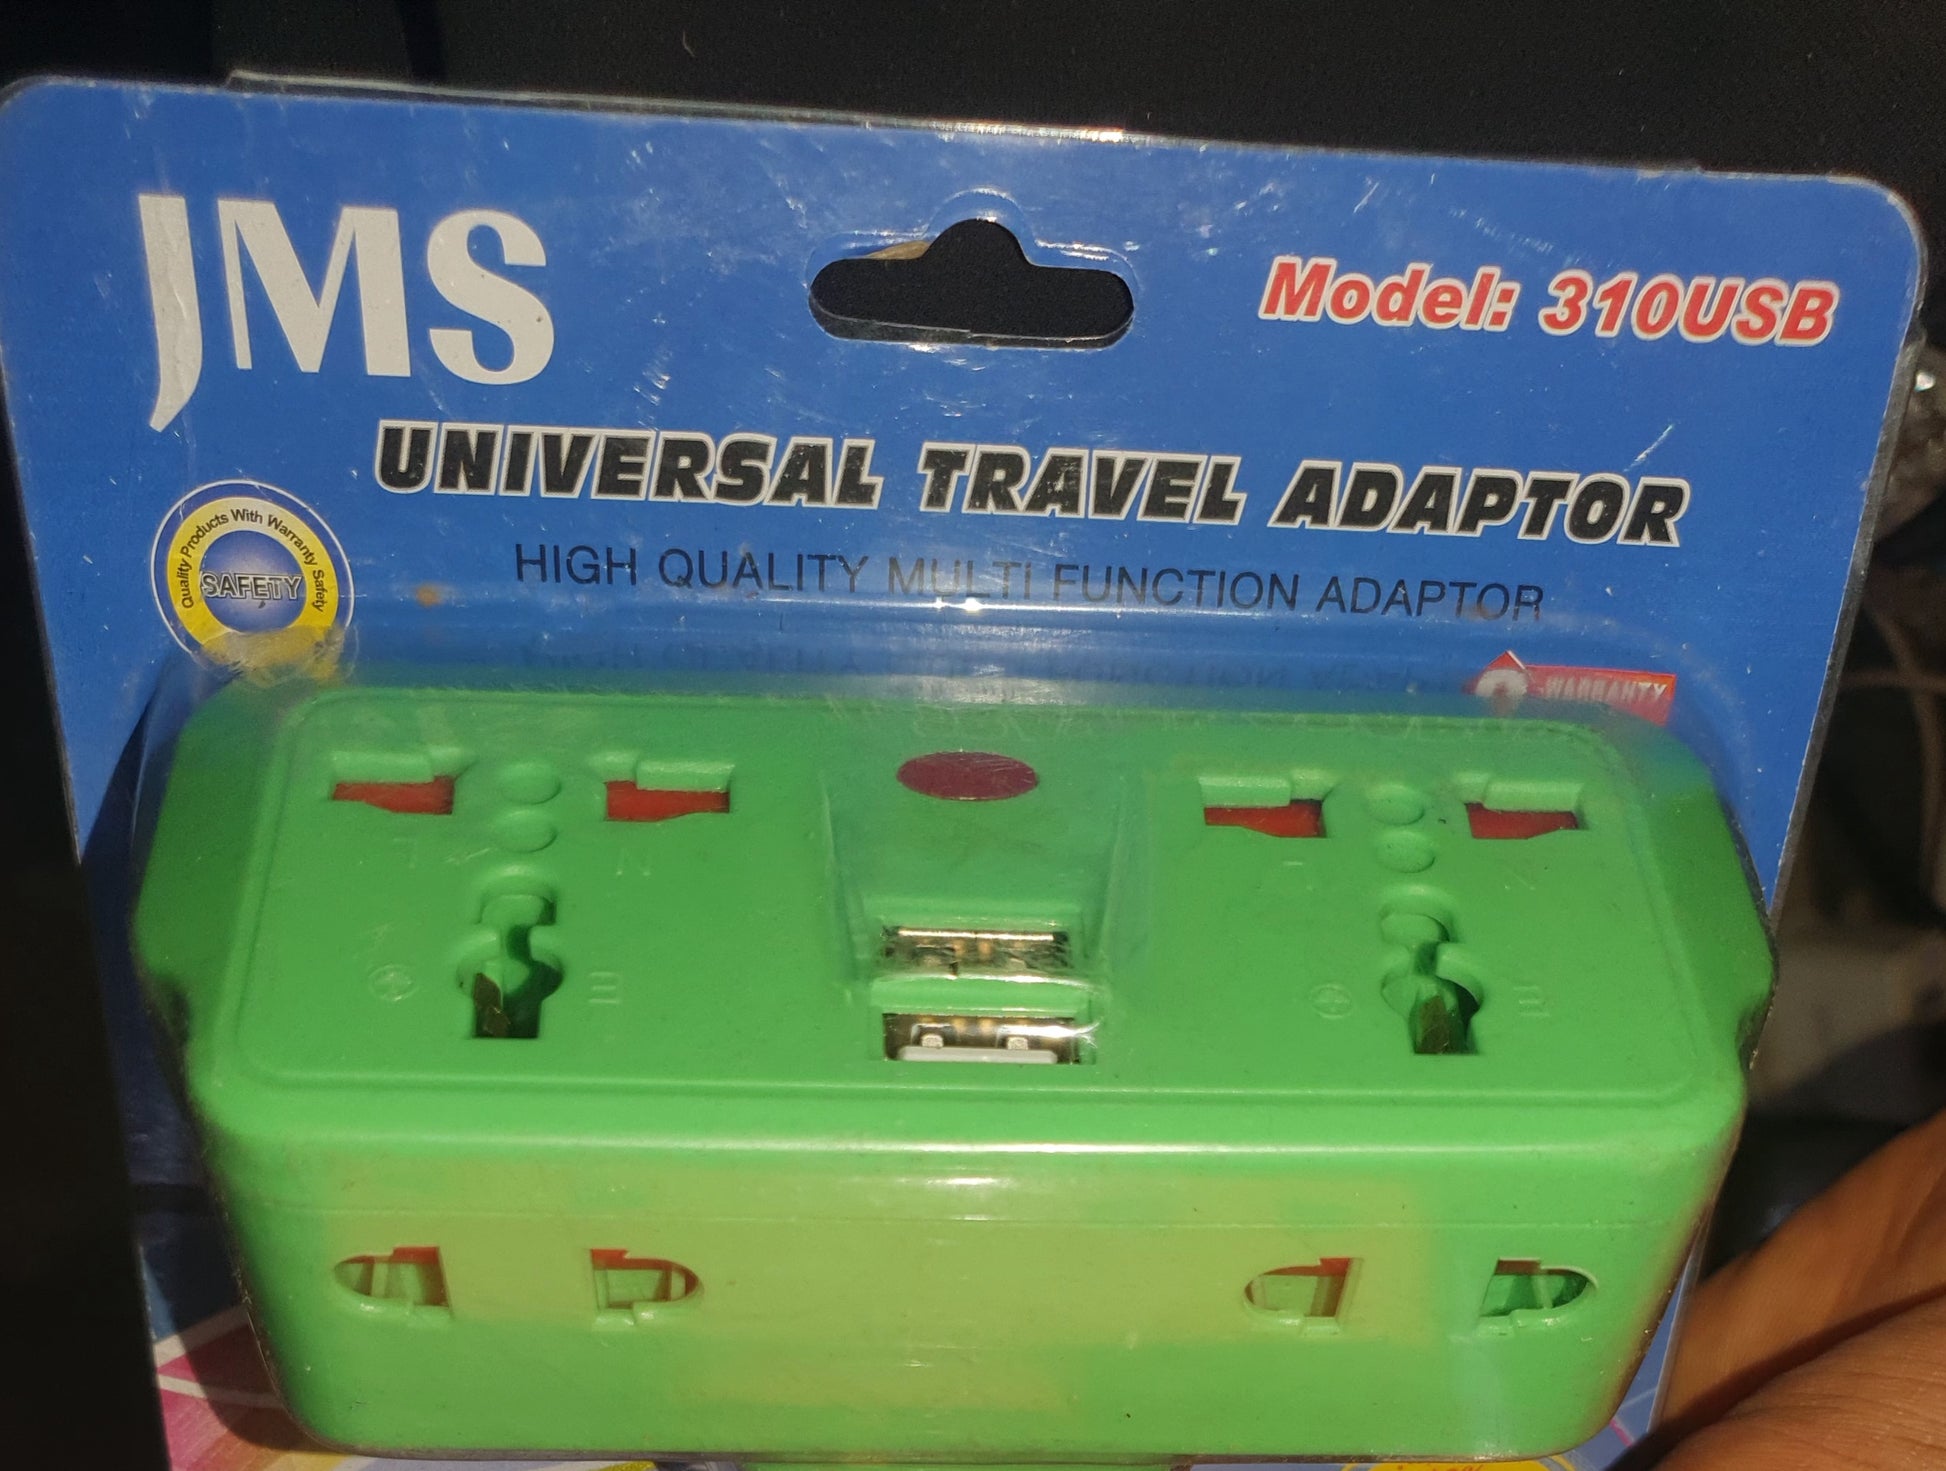 JMS
Model: 310USB
UNIVERSAL TRAVEL ADAPTOR
HIGH QUALITY MULTI FUNCTION ADAPTOR
Quality Products With Warranty Safety
SAFETY
WARRANTY
L
N
L
N